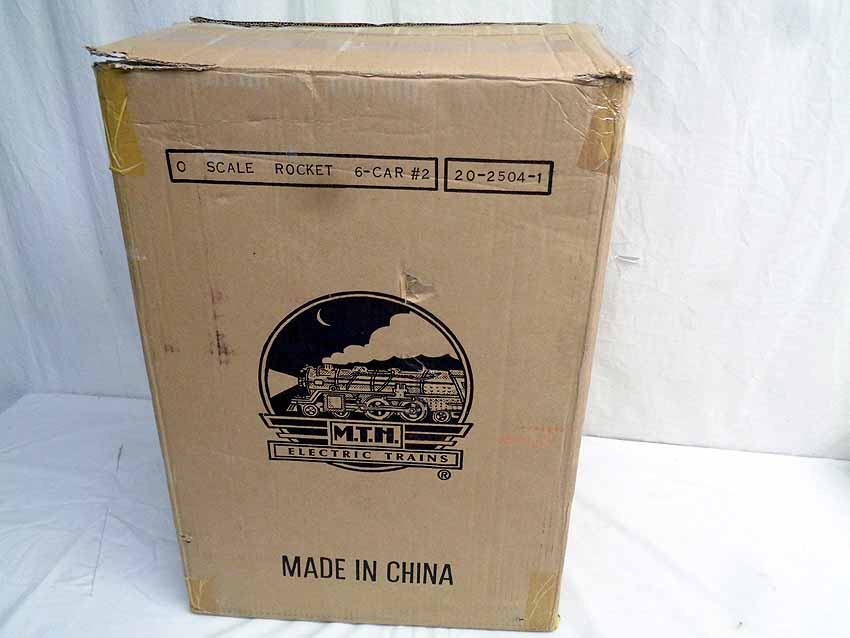 O SCALE ROCKET 6-CAR #2 20-2504-1
M.T.H.
ELECTRIC TRAINS
®
MADE IN CHINA